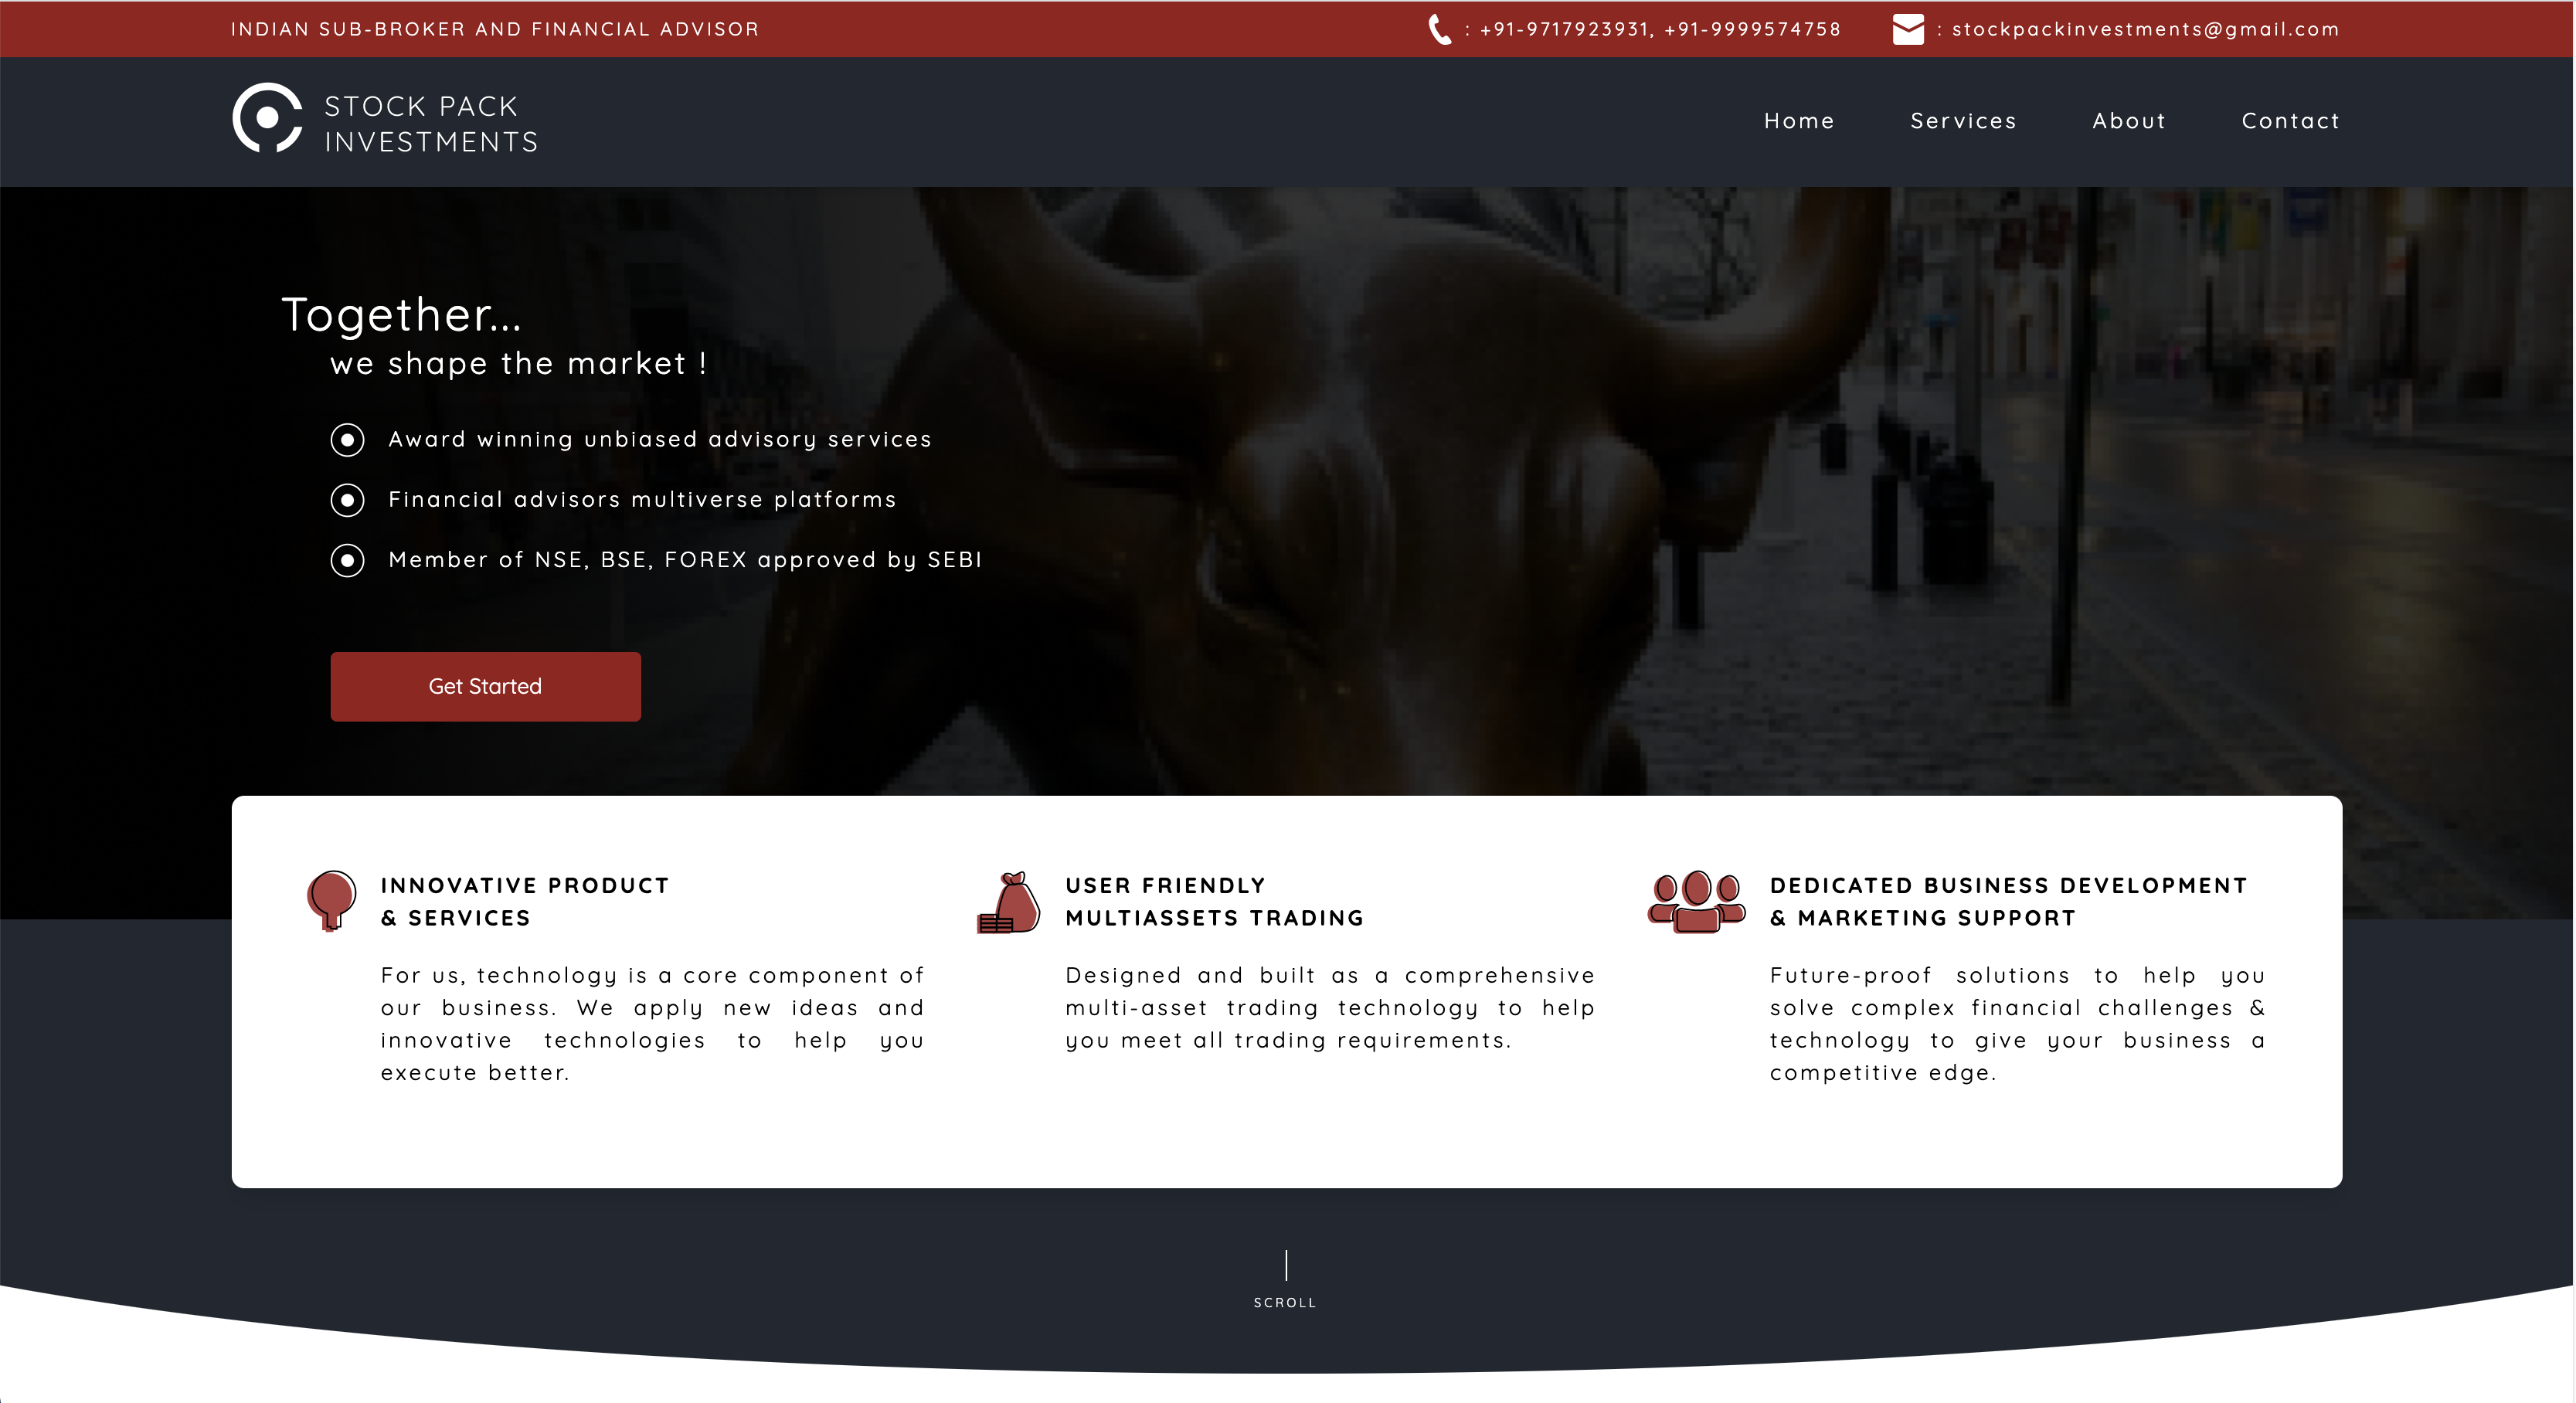 INDIAN SUB-BROKER AND FINANCIAL ADVISOR
: +91-9717923931, +91-9999574758
: stockpackinvestments@gmail.com
STOCK PACK
INVESTMENTS
Home
Services
About
Contact
Together...
we shape the market !
Award winning unbiased advisory services
Financial advisors multiverse platforms
Member of NSE, BSE, FOREX approved by SEBI
Get Started
INNOVATIVE PRODUCT
& SERVICES
For us, technology is a core component of
our business. We apply new ideas and
innovative technologies to help you
execute better.
USER FRIENDLY
MULTIASSETS TRADING
Designed and built as a comprehensive
multi-asset trading technology to help
you meet all trading requirements.
DEDICATED BUSINESS DEVELOPMENT
& MARKETING SUPPORT
Future-proof solutions to help you
solve complex financial challenges &
technology to give your business a
competitive edge.
SCROLL